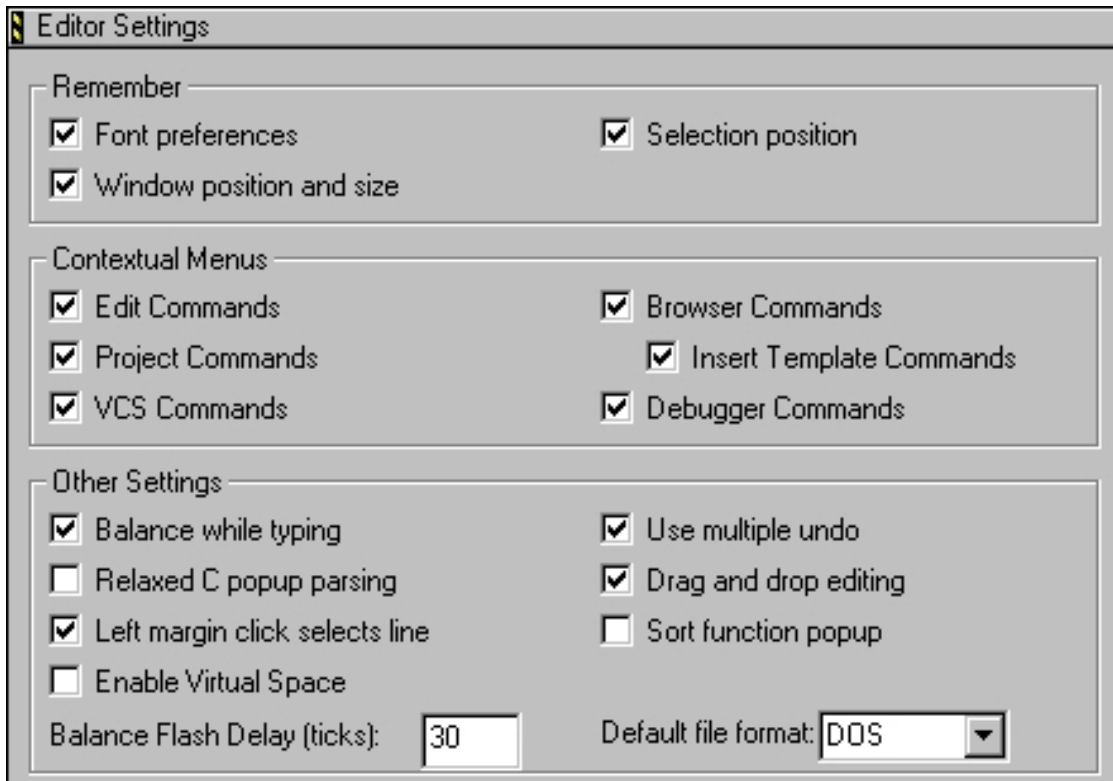 Editor Settings
Remember
Font preferences
Selection position
Window position and size
Contextual Menus
Edit Commands
Browser Commands
Project Commands
Insert Template Commands
VCS Commands
Debugger Commands
Other Settings
Balance while typing
Use multiple undo
Relaxed C popup parsing
Drag and drop editing
Left margin click selects line
Sort function popup
Enable Virtual Space
Balance Flash Delay (ticks): 30
Default file format: DOS